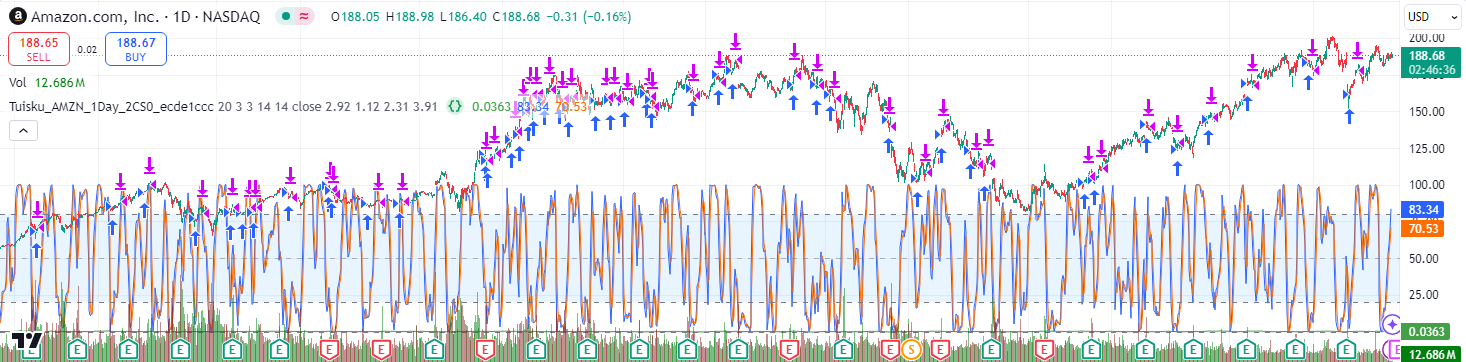 a Amazon.com, Inc. · 1D · NASDAQ O188.05 H188.98 L186.40 C188.68 −0.31 (−0.16%)
USD
188.65 SELL
0.02
188.67 BUY
Vol 12.686M
Tuisku_AMZN_1Day_2CS0_ecde1ccc 20 3 3 14 14 close 2.92 1.12 2.31 3.91 {} 0.0363 83.34 70.53
200.00
188.68
02:46:36
150.00
125.00
100.00
83.34
70.53
50.00
25.00
0.0363
12.686 M
E E E E E E E E E E E E E E E E E S E E E E E E E E E E